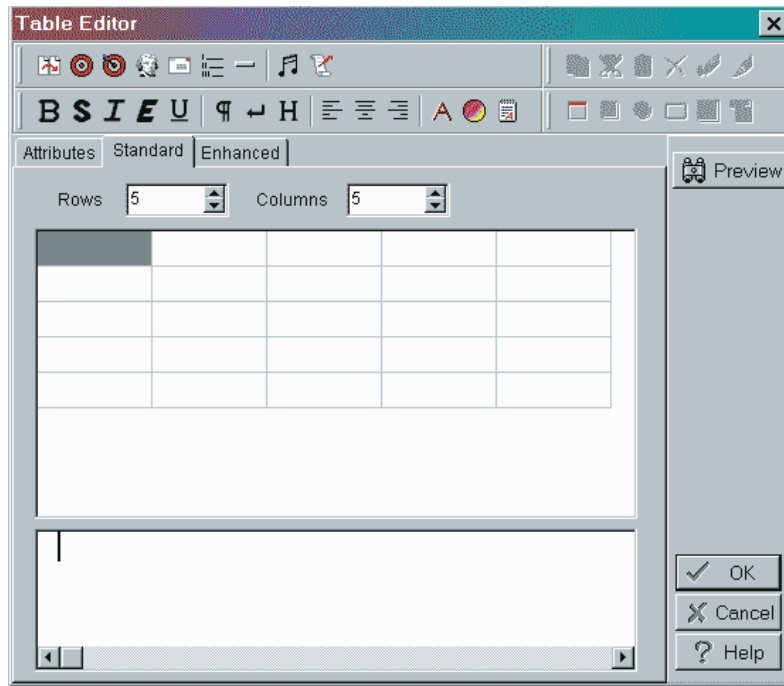 Table Editor
B S I E U ¶ H A
Attributes Standard Enhanced
Preview
Rows 5 Columns 5
OK
Cancel
? Help